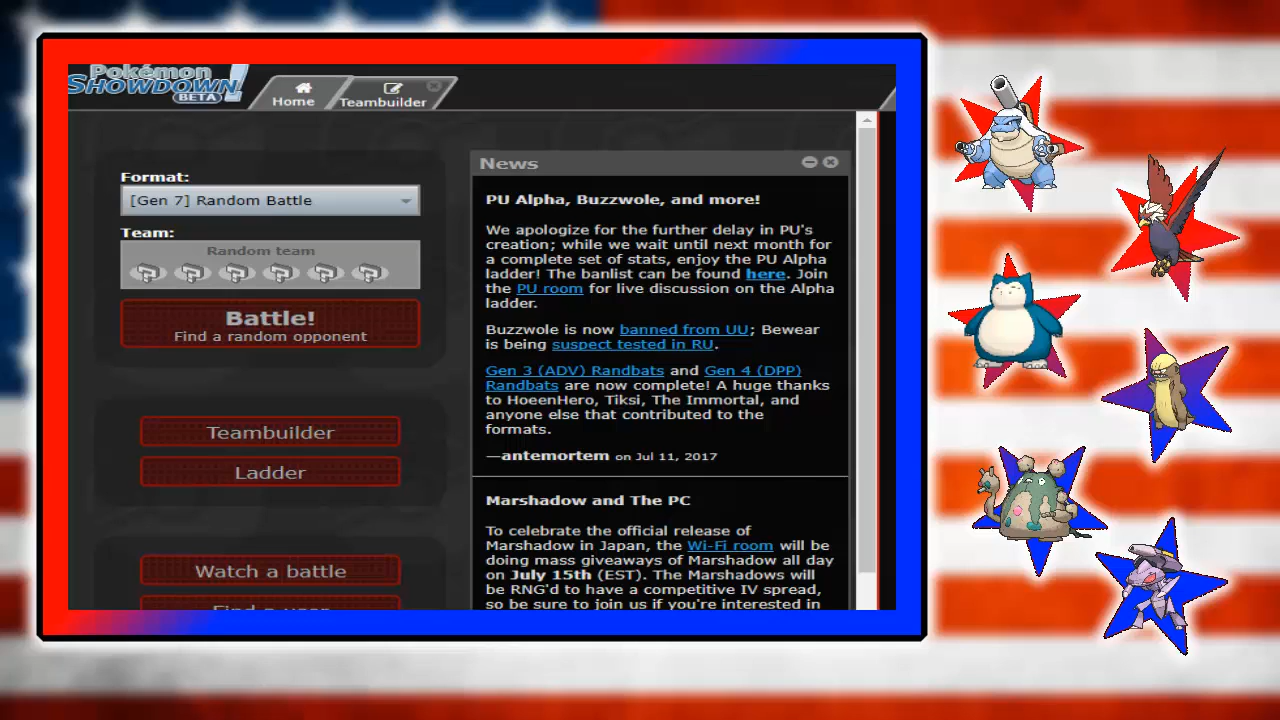 Pokémon
SHOWDOWN!
BETA
Home
Teambuilder
Format:
[Gen 7] Random Battle
Team:
Random team
Battle!
Find a random opponent
Teambuilder
Ladder
Watch a battle
Find a user
News
PU Alpha, Buzzwole, and more!
We apologize for the further delay in PU's
creation; while we wait until next month for
a complete set of stats, enjoy the PU Alpha
ladder! The banlist can be found here. Join
the PU room for live discussion on the Alpha
ladder.
Buzzwole is now banned from UU; Bewear
is being suspect tested in RU.
Gen 3 (ADV) Randbats and Gen 4 (DPP)
Randbats are now complete! A huge thanks
to HoeenHero, Tiksi, The Immortal, and
anyone else that contributed to the
formats.
—antemortem on Jul 11, 2017
Marshadow and The PC
To celebrate the official release of
Marshadow in Japan, the Wi-Fi room will be
doing mass giveaways of Marshadow all day
on July 15th (EST). The Marshadows will
be RNG'd to have a competitive IV spread,
so be sure to join us if you're interested in